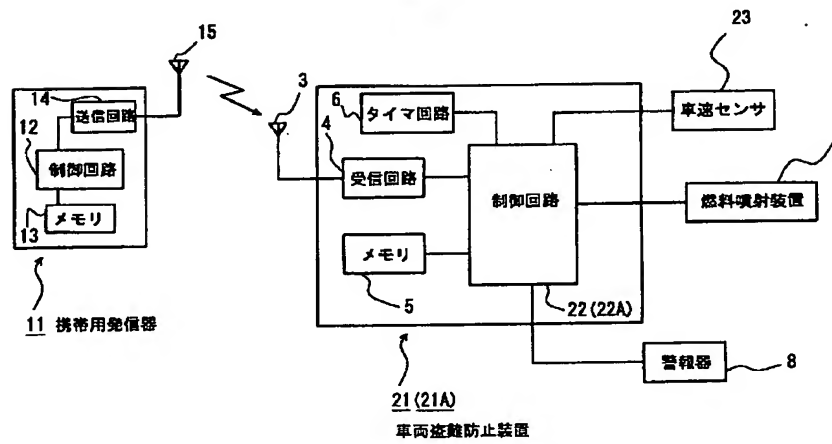 15
23
14
送信回路
3
6
タイマ回路
車速センサ
12
制御回路
4
受信回路
制御回路
燃料噴射装置
13
メモリ
メモリ
5
22(22A)
11 携帯用発信器
警報器
8
21(21A)
車両盗難防止装置